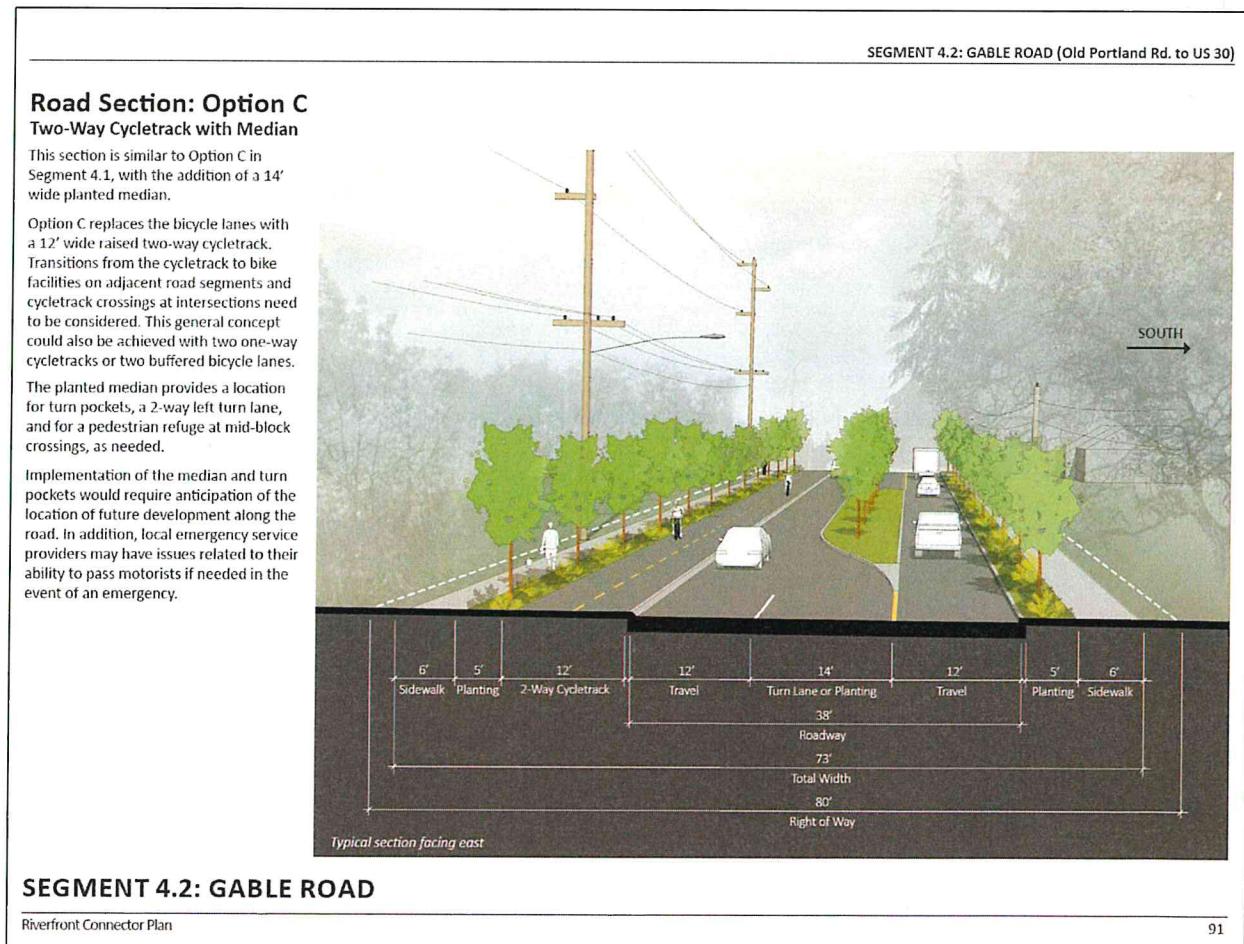 SEGMENT 4.2: GABLE ROAD (Old Portland Rd. to US 30)
Road Section: Option C
Two-Way Cycletrack with Median
This section is similar to Option C in
Segment 4.1, with the addition of a 14'
wide planted median.
Option C replaces the bicycle lanes with
a 12' wide raised two-way cycletrack.
Transitions from the cycletrack to bike
facilities on adjacent road segments and
cycletrack crossings at intersections need
to be considered. This general concept
could also be achieved with two one-way
cycletracks or two buffered bicycle lanes.
The planted median provides a location
for turn pockets, a 2-way left turn lane,
and for a pedestrian refuge at mid-block
crossings, as needed.
Implementation of the median and turn
pockets would require anticipation of the
location of future development along the
road. In addition, local emergency service
providers may have issues related to their
ability to pass motorists if needed in the
event of an emergency.
SOUTH
6' 5' 12' 12' 14' 12' 5' 6'
Sidewalk Planting 2-Way Cycletrack Travel Turn Lane or Planting Travel Planting Sidewalk
38'
Roadway
73'
Total Width
80'
Right of Way
Typical section facing east
SEGMENT 4.2: GABLE ROAD
Riverfront Connector Plan
91